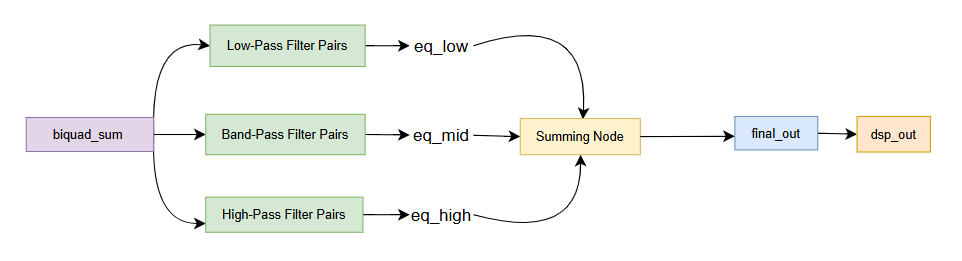 Low-Pass Filter Pairs
eq_low
biquad_sum
Band-Pass Filter Pairs
eq_mid
Summing Node
final_out
dsp_out
High-Pass Filter Pairs
eq_high